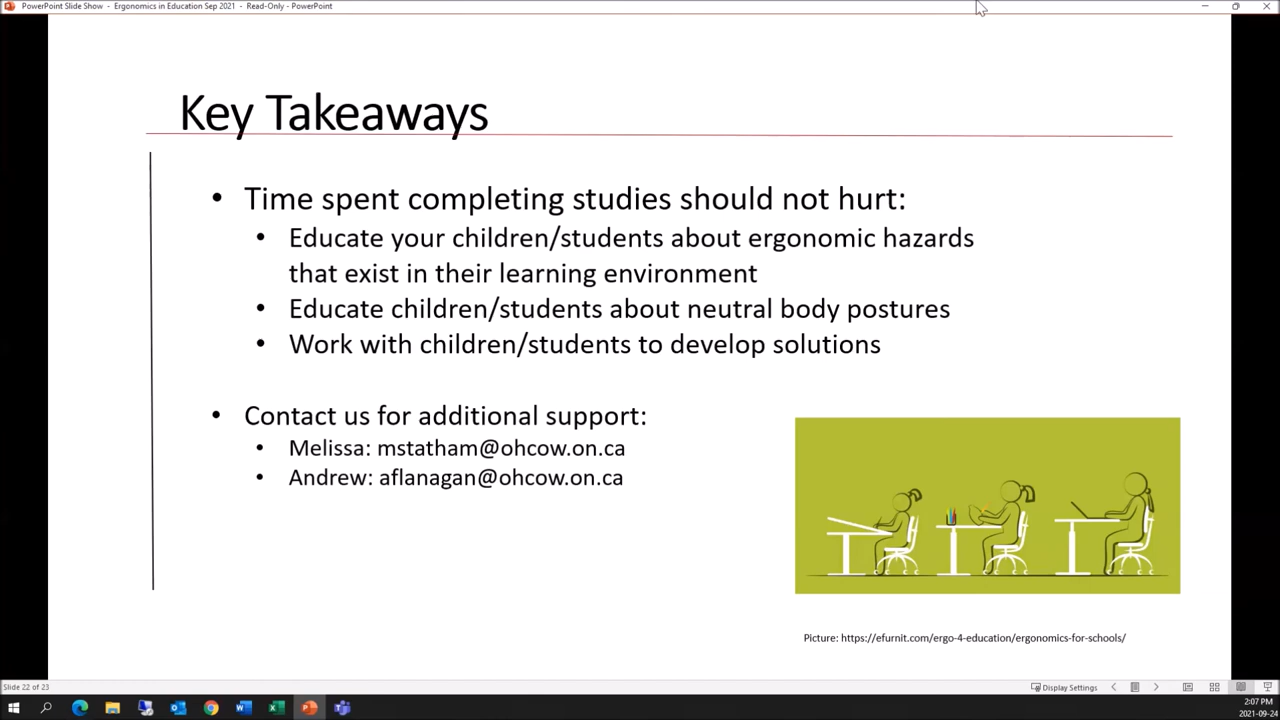 PowerPoint Slide Show - Ergonomics in Education Sep 2021 - Read-Only - PowerPoint
Key Takeaways
• Time spent completing studies should not hurt:
• Educate your children/students about ergonomic hazards
that exist in their learning environment
• Educate children/students about neutral body postures
• Work with children/students to develop solutions
• Contact us for additional support:
• Melissa: mstatham@ohcow.on.ca
• Andrew: aflanagan@ohcow.on.ca
Picture: https://efurnit.com/ergo-4-education/ergonomics-for-schools/
Slide 22 of 23
Display Settings
2:07 PM
2021-09-24